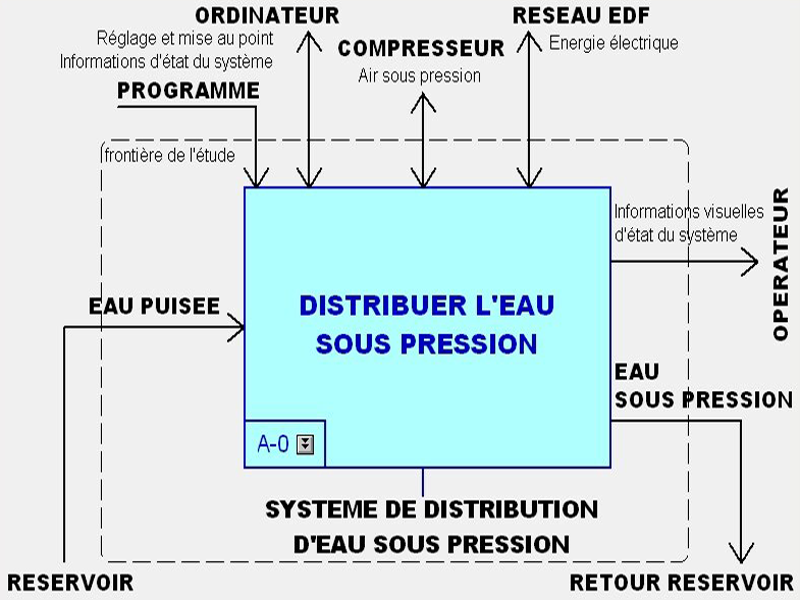 ORDINATEUR
RESEAU EDF
Réglage et mise au point
Informations d'état du système
COMPRESSEUR
Air sous pression
Energie électrique
PROGRAMME
frontière de l'étude
Informations visuelles
d'état du système
OPERATEUR
EAU PUISEE
DISTRIBUER L'EAU
SOUS PRESSION
EAU
SOUS PRESSION
A-0
SYSTEME DE DISTRIBUTION
D'EAU SOUS PRESSION
RESERVOIR
RETOUR RESERVOIR